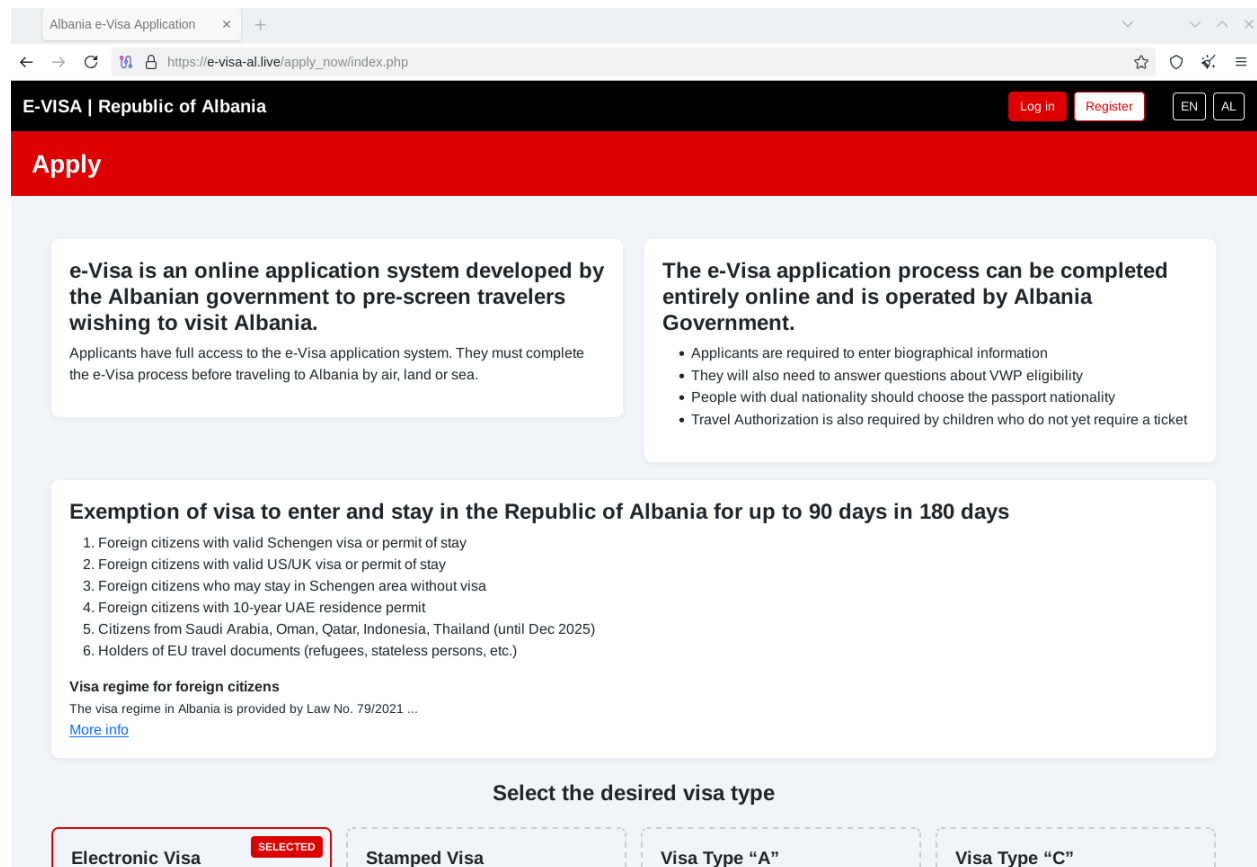 Albania e-Visa Application
https://e-visa-al.live/apply_now/index.php
E-VISA | Republic of Albania
Log in
Register
EN
AL
Apply
e-Visa is an online application system developed by
the Albanian government to pre-screen travelers
wishing to visit Albania.
Applicants have full access to the e-Visa application system. They must complete
the e-Visa process before traveling to Albania by air, land or sea.
The e-Visa application process can be completed
entirely online and is operated by Albania
Government.
• Applicants are required to enter biographical information
• They will also need to answer questions about VWP eligibility
• People with dual nationality should choose the passport nationality
• Travel Authorization is also required by children who do not yet require a ticket
Exemption of visa to enter and stay in the Republic of Albania for up to 90 days in 180 days
1. Foreign citizens with valid Schengen visa or permit of stay
2. Foreign citizens with valid US/UK visa or permit of stay
3. Foreign citizens who may stay in Schengen area without visa
4. Foreign citizens with 10-year UAE residence permit
5. Citizens from Saudi Arabia, Oman, Qatar, Indonesia, Thailand (until Dec 2025)
6. Holders of EU travel documents (refugees, stateless persons, etc.)
Visa regime for foreign citizens
The visa regime in Albania is provided by Law No. 79/2021 ...
More info
Select the desired visa type
SELECTED
Electronic Visa
Stamped Visa
Visa Type “A”
Visa Type “C”